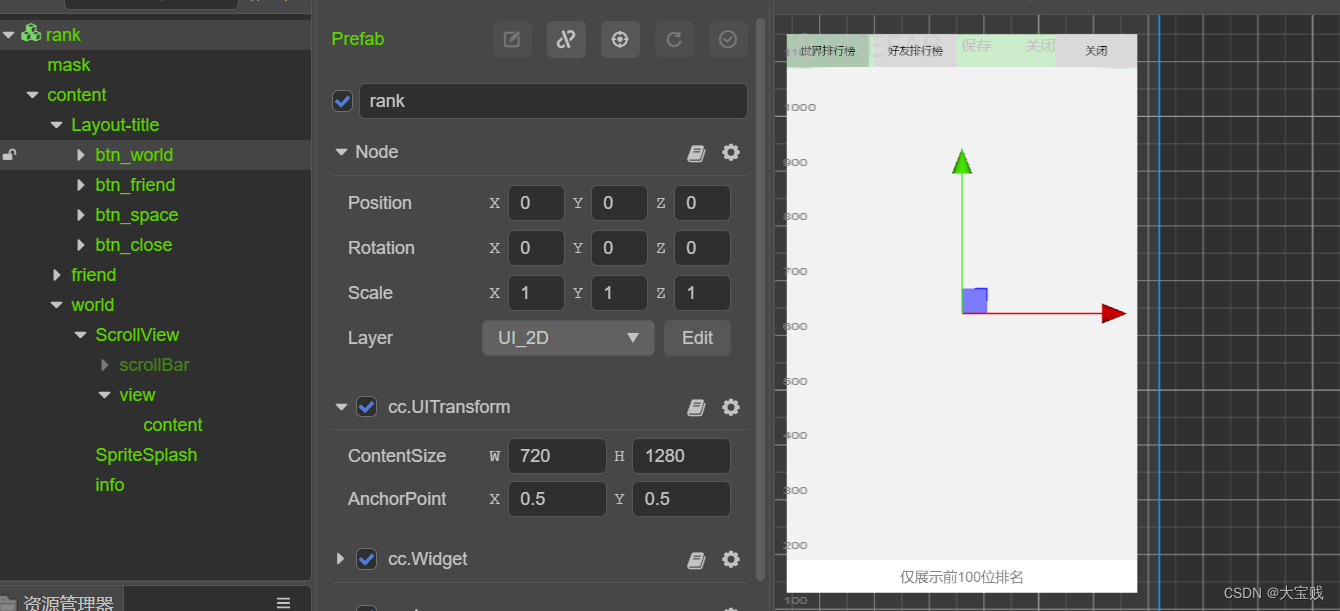 rank
mask
content
Layout-title
btn_world
btn_friend
btn_space
btn_close
friend
world
ScrollView
scrollBar
view
content
SpriteSplash
info
资源管理器
Prefab
rank
Node
Position X 0 Y 0 Z 0
Rotation X 0 Y 0 Z 0
Scale X 1 Y 1 Z 1
Layer UI_2D Edit
cc.UITransform
ContentSize W 720 H 1280
AnchorPoint X 0.5 Y 0.5
cc.Widget
世界排行榜 好友排行榜 保存 关闭 关闭
1000
900
800
700
600
500
400
300
200
100
仅展示前100位排名
CSDN @大宝贱